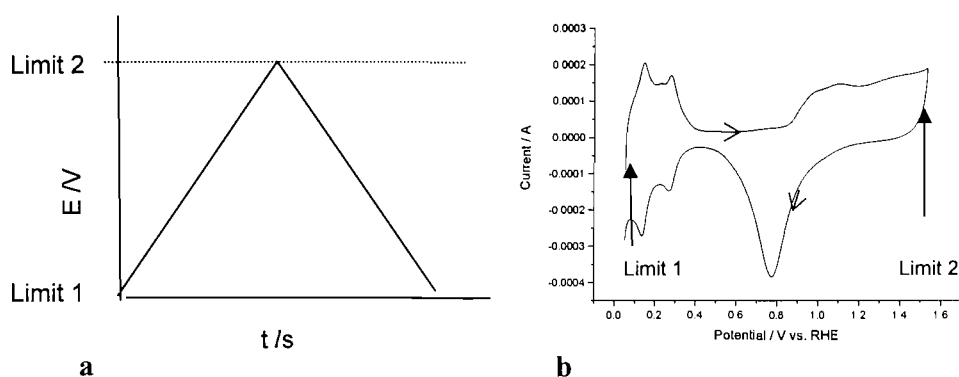 Limit 2
E /V
Limit 1
t /s
a
0.0003
0.0002
0.0001
0.0000
-0.0001
-0.0002
-0.0003
-0.0004
Current / A
Limit 1
Limit 2
0.0 0.2 0.4 0.6 0.8 1.0 1.2 1.4 1 6
Potential / V vs. RHE
b